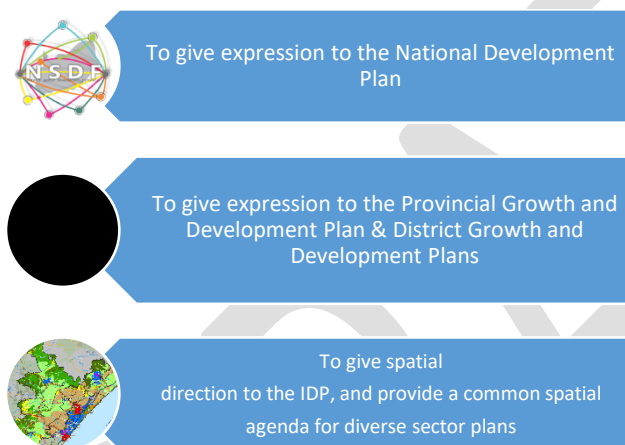 To give expression to the National Development
Plan
NSDF
To give expression to the Provincial Growth and
Development Plan & District Growth and
Development Plans
To give spatial
direction to the IDP, and provide a common spatial
agenda for diverse sector plans